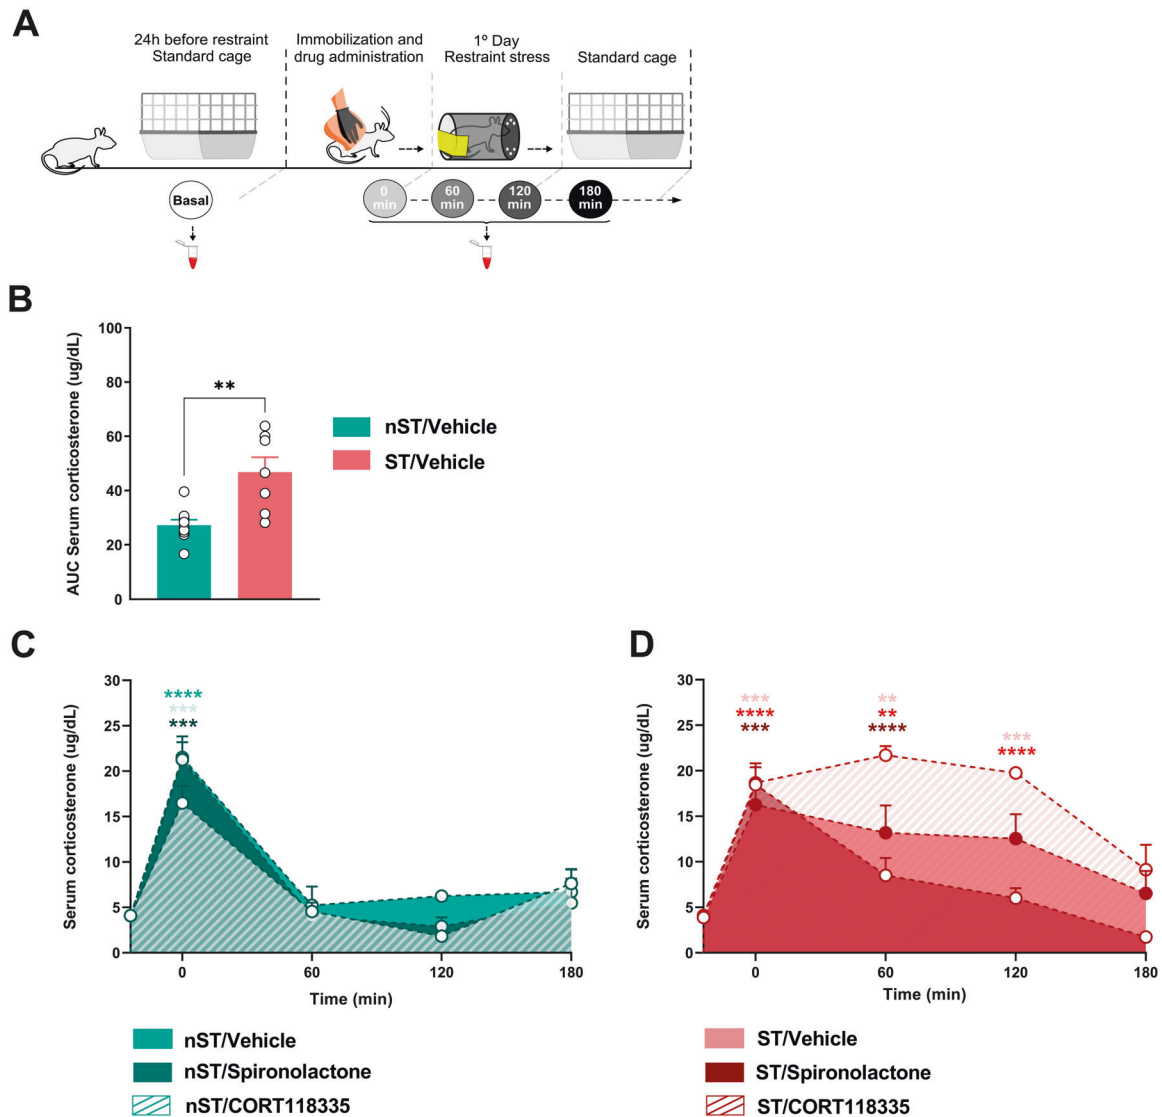 A
24h before restraint
Standard cage
Immobilization and
drug administration
1º Day
Restraint stress
Standard cage
Basal
0
min
60
min
120
min
180
min
B
AUC Serum corticosterone (ug/dL)
100
80
60
40
20
0
**
nST/Vehicle
ST/Vehicle
C
Serum corticosterone (ug/dL)
30
25
20
15
10
5
0
****
***
***
0
60
120
180
Time (min)
nST/Vehicle
nST/Spironolactone
nST/CORT118335
D
Serum corticosterone (ug/dL)
30
25
20
15
10
5
0
***
****
***
**
**
****
***
****
0
60
120
180
Time (min)
ST/Vehicle
ST/Spironolactone
ST/CORT118335